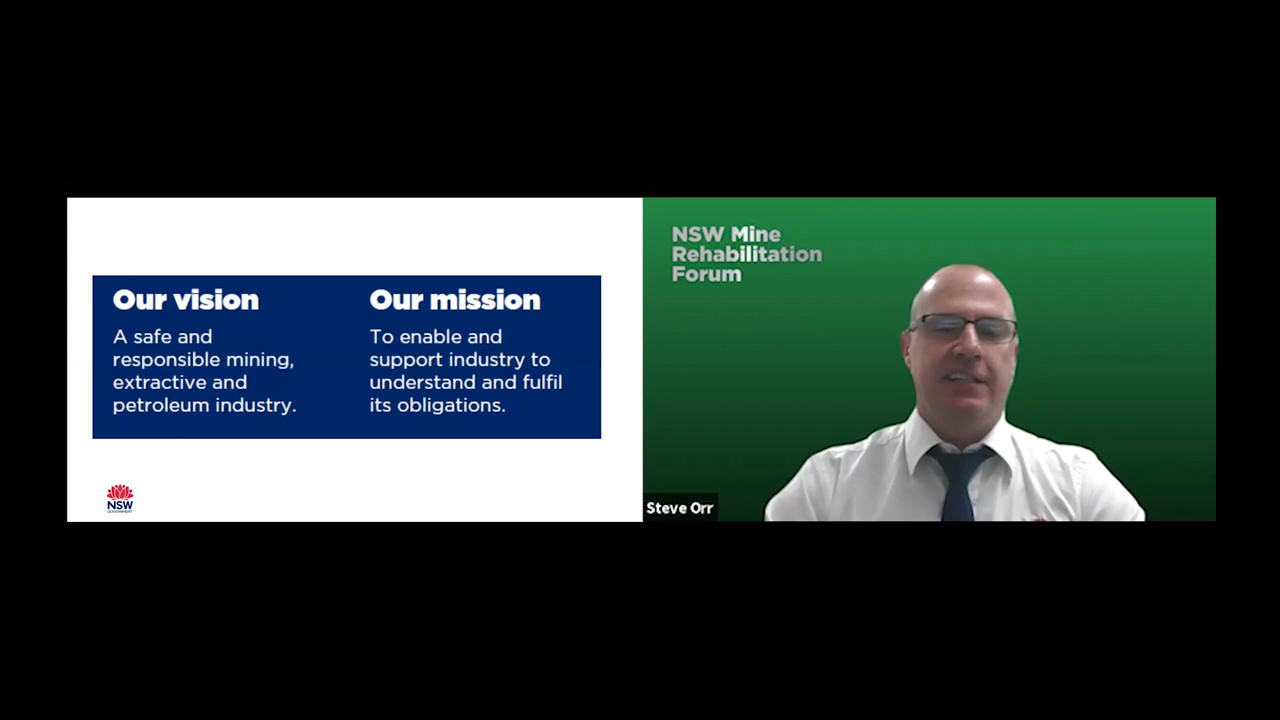 Our vision
A safe and
responsible mining,
extractive and
petroleum industry.
Our mission
To enable and
support industry to
understand and fulfil
its obligations.
NSW
GOVERNMENT
NSW Mine
Rehabilitation
Forum
Steve Orr